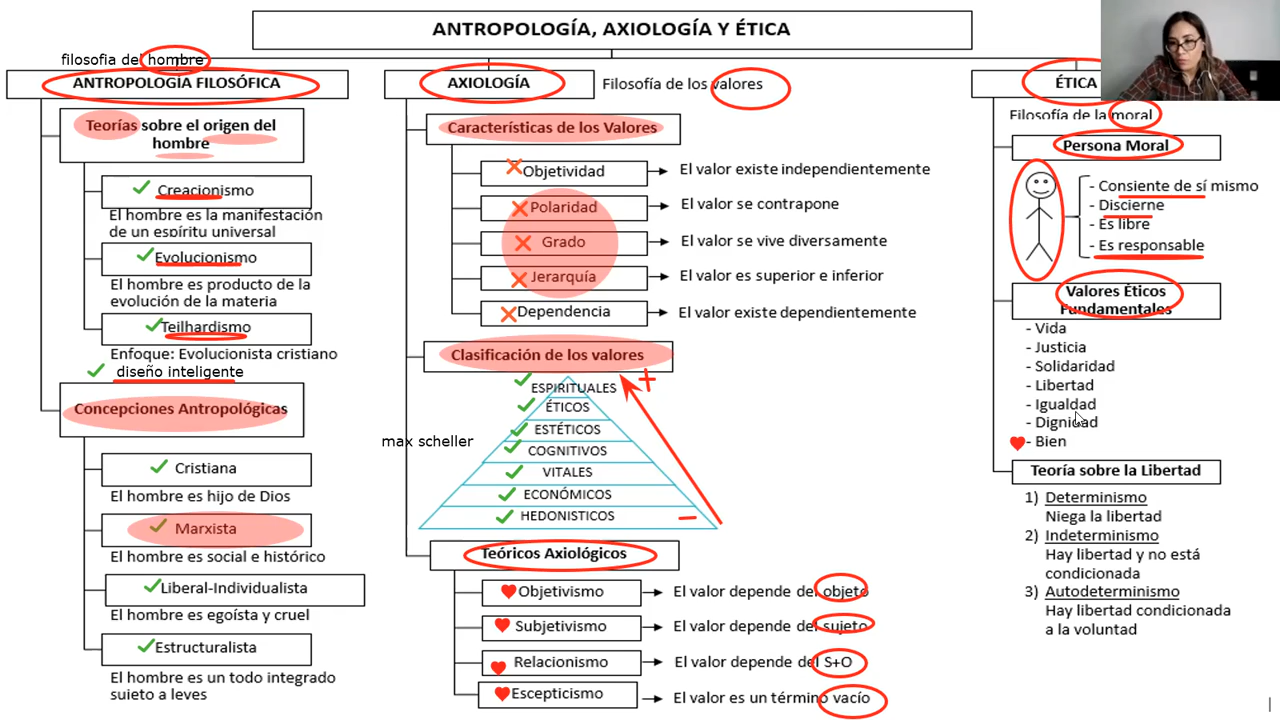 ANTROPOLOGÍA, AXIOLOGÍA Y ÉTICA
filosofia del hombre
ANTROPOLOGÍA FILOSÓFICA
Teorías sobre el origen del
hombre
Creacionismo
El hombre es la manifestación
de un espíritu universal
Evolucionismo
El hombre es producto de la
evolución de la materia
Teilhardismo
Enfoque: Evolucionista cristiano
diseño inteligente
Concepciones Antropológicas
Cristiana
El hombre es hijo de Dios
Marxista
El hombre es social e histórico
Liberal-Individualista
El hombre es egoísta y cruel
Estructuralista
El hombre es un todo integrado
sujeto a leves
AXIOLOGÍA
Filosofía de los valores
Características de los Valores
Objetividad
El valor existe independientemente
Polaridad
El valor se contrapone
Grado
El valor se vive diversamente
Jerarquía
El valor es superior e inferior
Dependencia
El valor existe dependientemente
Clasificación de los valores
ESPIRITUALES
ÉTICOS
ESTÉTICOS
max scheller
COGNITIVOS
VITALES
ECONÓMICOS
HEDONISTICOS
Teóricos Axiológicos
Objetivismo
El valor depende del objeto
Subjetivismo
El valor depende del sujeto
Relacionismo
El valor depende del S+O
Escepticismo
El valor es un término vacío
ÉTICA
Filosofía de la moral
Persona Moral
- Consiente de sí mismo
- Discierne
- Es libre
- Es responsable
Valores Éticos
Fundamentales
- Vida
- Justicia
- Solidaridad
- Libertad
- Igualdad
- Dignidad
- Bien
Teoría sobre la Libertad
1) Determinismo
Niega la libertad
2) Indeterminismo
Hay libertad y no está
condicionada
3) Autodeterminismo
Hay libertad condicionada
a la voluntad